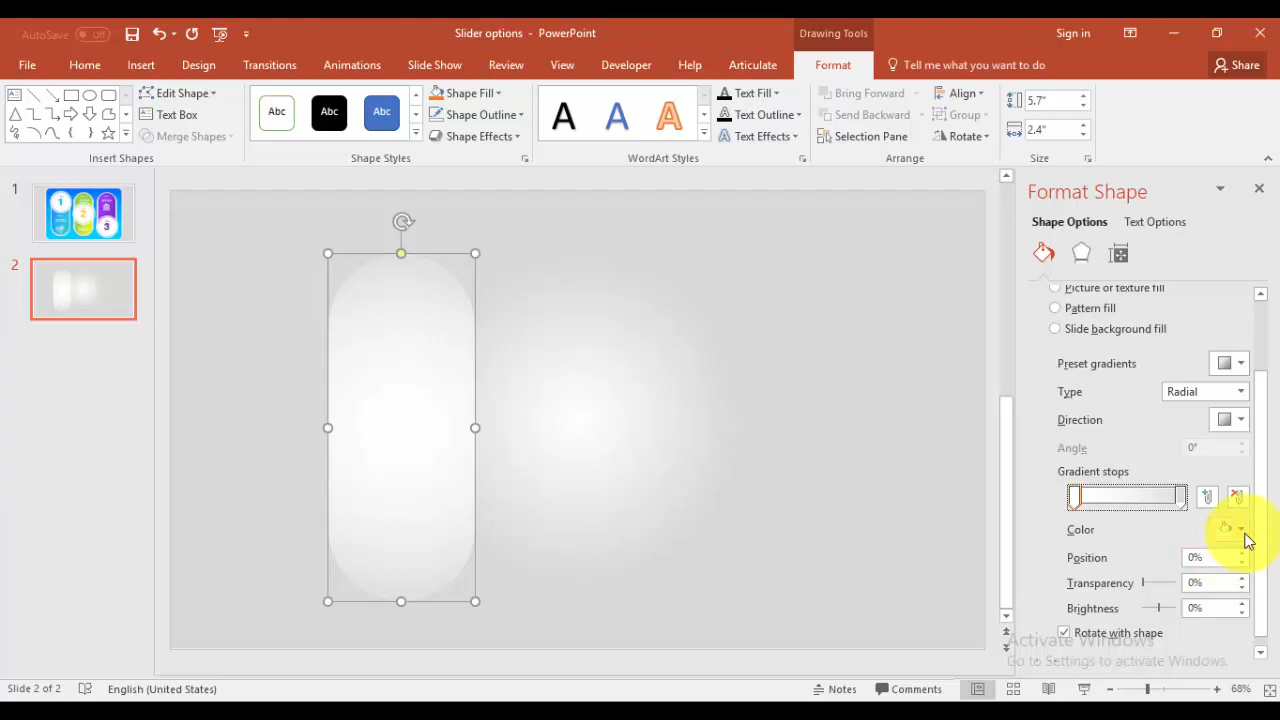 AutoSave Off
Slider options - PowerPoint
Drawing Tools
Sign in
File Home Insert Design Transitions Animations Slide Show Review View Developer Help Articulate Format Tell me what you want to do Share
Edit Shape
Text Box
Merge Shapes
Insert Shapes
Abc Abc Abc
Shape Fill
Shape Outline
Shape Effects
Shape Styles
A A A
Text Fill
Text Outline
Text Effects
WordArt Styles
Bring Forward
Send Backward
Selection Pane
Align
Group
Rotate
Arrange
5.7"
2.4"
Size
1
1
2
3
2
Format Shape
Shape Options Text Options
Picture or texture fill
Pattern fill
Slide background fill
Preset gradients
Type Radial
Direction
Angle 0°
Gradient stops
Color
Position 0%
Transparency 0%
Brightness 0%
Rotate with shape
Activate Windows
Go to Settings to activate Windows.
Slide 2 of 2 English (United States) Notes Comments 68%